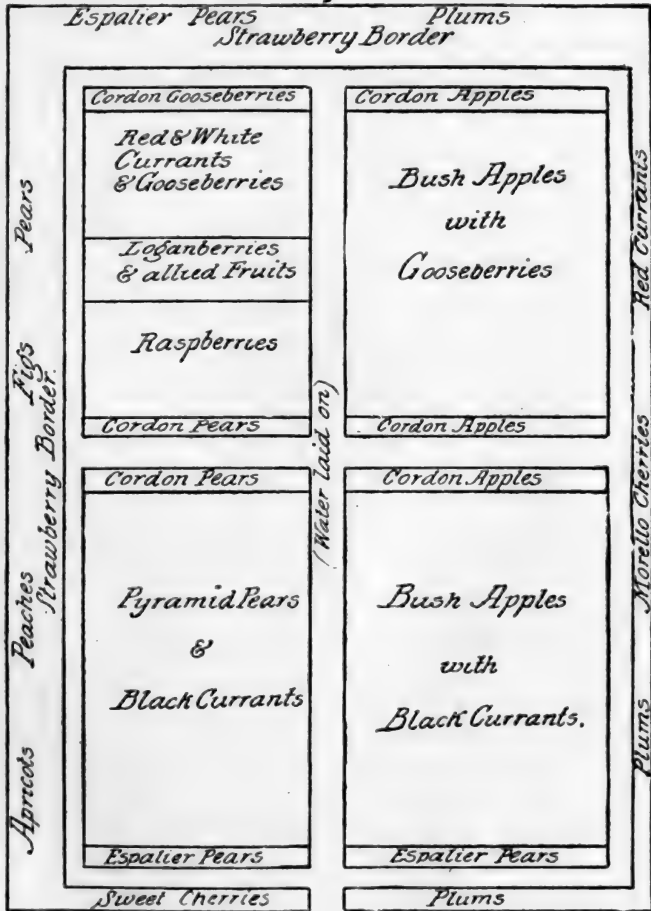 Espalier Pears Plums
Strawberry Border
Cordon Gooseberries
Red & White
Currants
& Gooseberries
Loganberries
& allied Fruits
Raspberries
Cordon Pears
Cordon Apples
Bush Apples
with
Gooseberries
Cordon Apples
Pears
Figs
Peaches
Apricots
Strawberry Border.
(Water laid on)
Red Currants
Morello Cherries
Plums
Cordon Pears
Pyramid Pears
&
Black Currants
Espalier Pears
Cordon Apples
Bush Apples
with
Black Currants.
Espalier Pears
Sweet Cherries
Plums